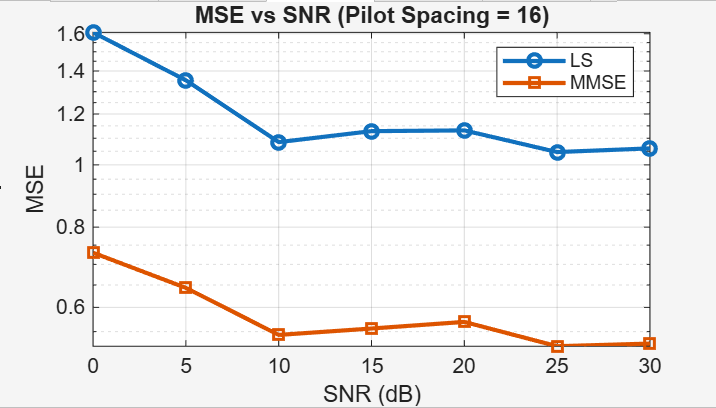 MSE vs SNR (Pilot Spacing = 16)
1.6
1.4
1.2
1
0.8
0.6
MSE
LS
MMSE
0 5 10 15 20 25 30
SNR (dB)